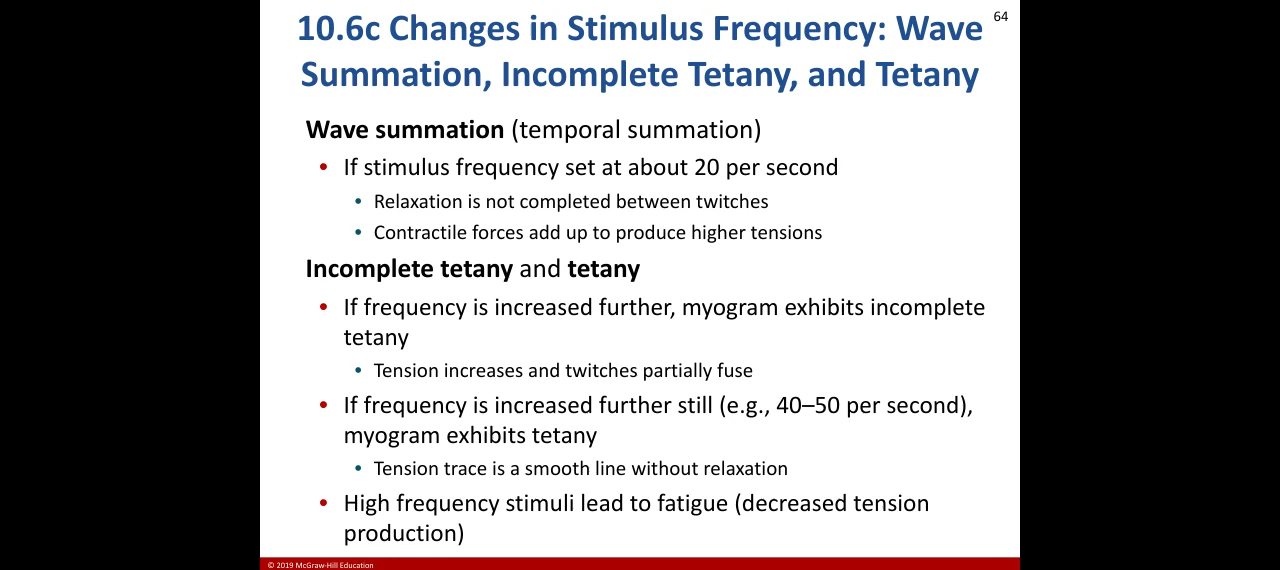 10.6c Changes in Stimulus Frequency: Wave
64
Summation, Incomplete Tetany, and Tetany
Wave summation (temporal summation)
• If stimulus frequency set at about 20 per second
• Relaxation is not completed between twitches
• Contractile forces add up to produce higher tensions
Incomplete tetany and tetany
• If frequency is increased further, myogram exhibits incomplete
tetany
• Tension increases and twitches partially fuse
• If frequency is increased further still (e.g., 40–50 per second),
myogram exhibits tetany
• Tension trace is a smooth line without relaxation
• High frequency stimuli lead to fatigue (decreased tension
production)
© 2019 McGraw-Hill Education